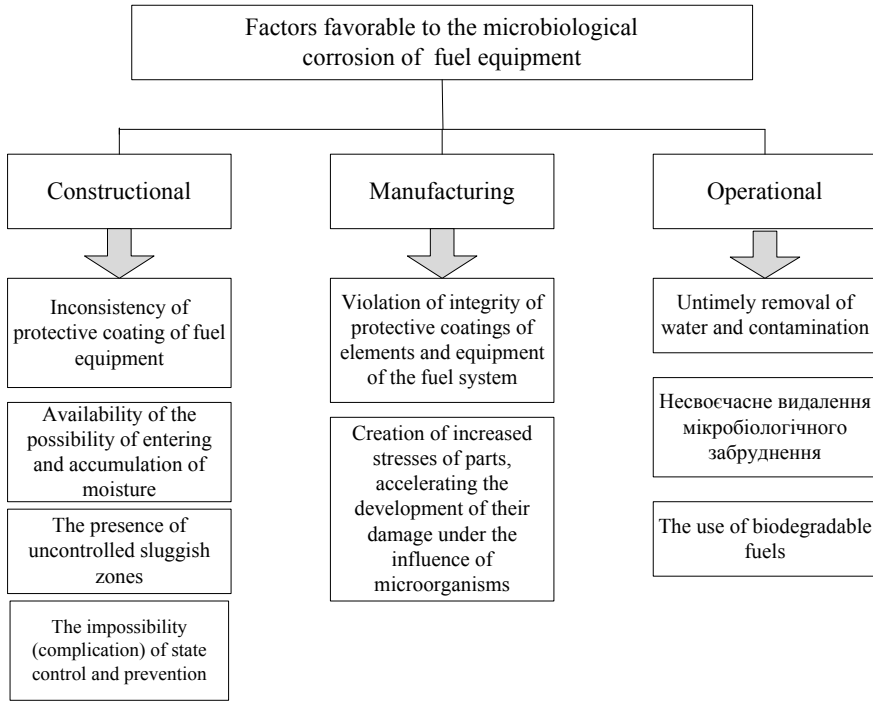 Factors favorable to the microbiological
corrosion of fuel equipment
Constructional
Manufacturing
Operational
Inconsistency of
protective coating of fuel
equipment
Availability of the
possibility of entering
and accumulation of
moisture
The presence of
uncontrolled sluggish
zones
The impossibility
(complication) of state
control and prevention
Violation of integrity of
protective coatings of
elements and equipment
of the fuel system
Creation of increased
stresses of parts,
accelerating the
development of their
damage under the
influence of
microorganisms
Untimely removal of
water and contamination
Несвоєчасне видалення
мікробіологічного
забруднення
The use of biodegradable
fuels